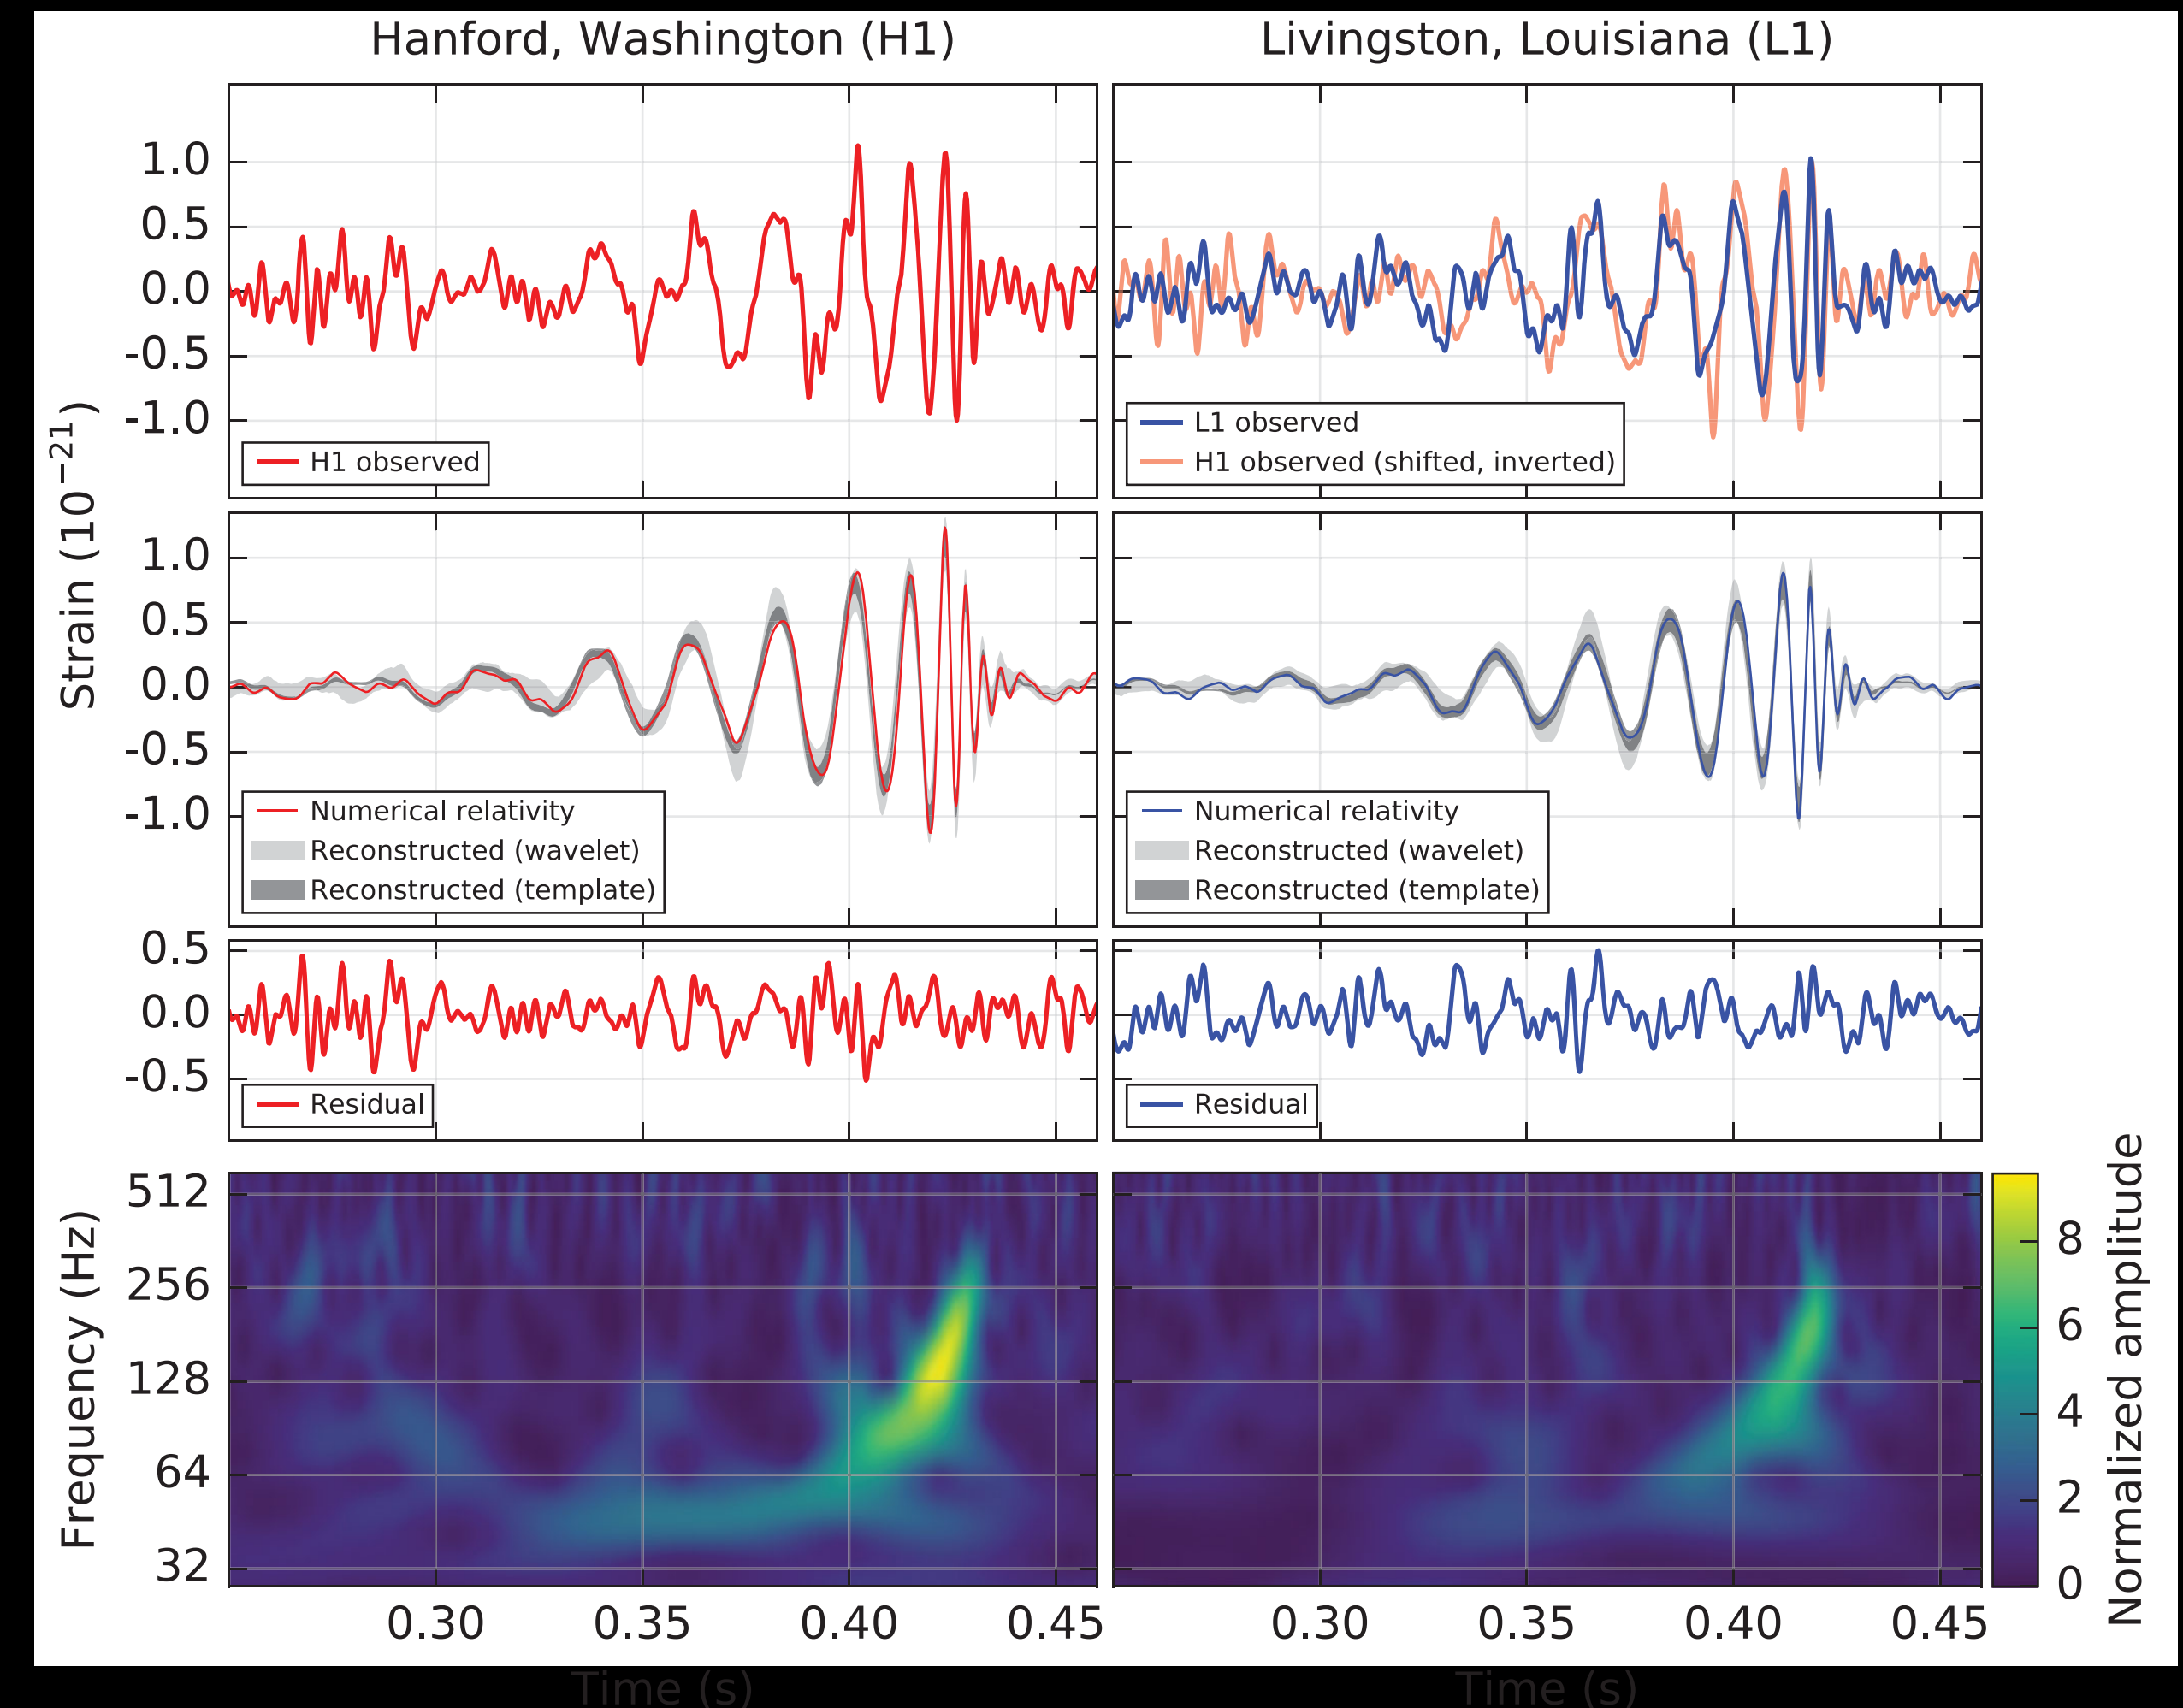 Hanford, Washington (H1)
Livingston, Louisiana (L1)
Strain (10−21)
1.0
0.5
0.0
-0.5
-1.0
H1 observed
L1 observed
H1 observed (shifted, inverted)
1.0
0.5
0.0
-0.5
-1.0
Numerical relativity
Reconstructed (wavelet)
Reconstructed (template)
Numerical relativity
Reconstructed (wavelet)
Reconstructed (template)
0.5
0.0
-0.5
Residual
Residual
Frequency (Hz)
512
256
128
64
32
Normalized amplitude
8
6
4
2
0
0.30 0.35 0.40 0.45
0.30 0.35 0.40 0.45
Time (s)
Time (s)